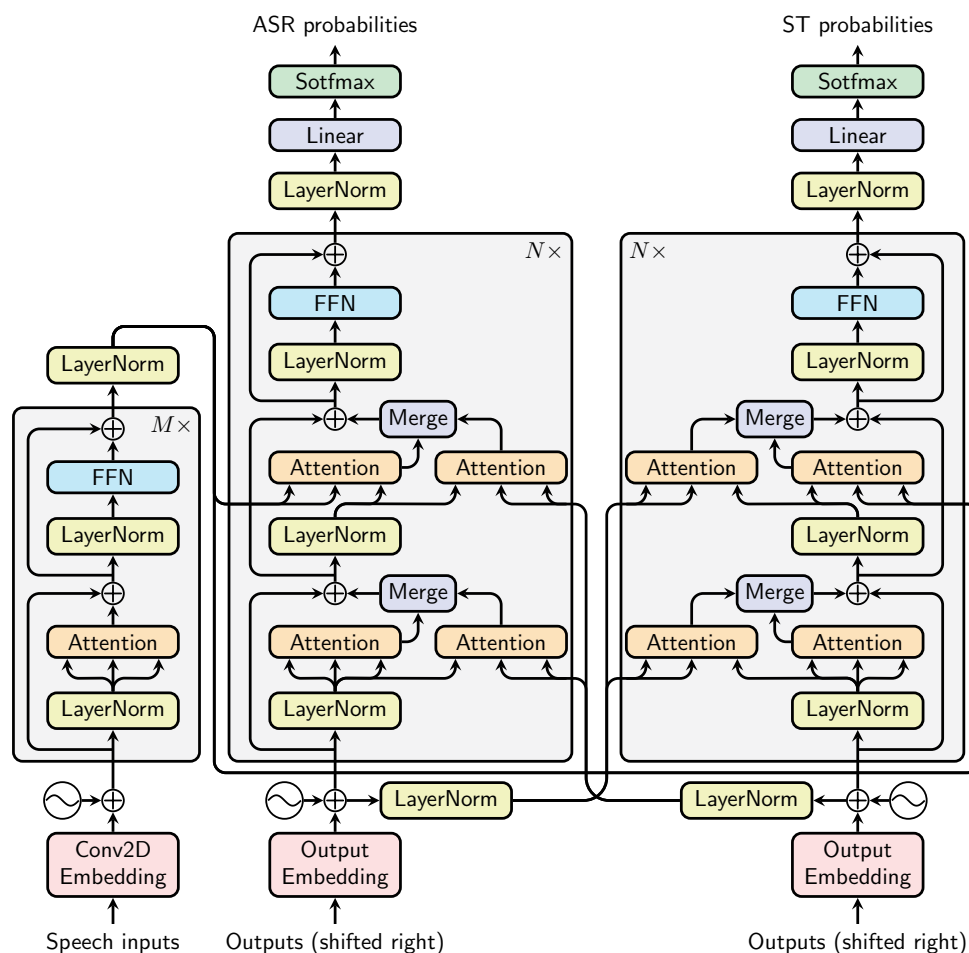 ASR probabilities
ST probabilities
Sotfmax
Sotfmax
Linear
Linear
LayerNorm
LayerNorm
N×
N×
FFN
FFN
LayerNorm
LayerNorm
LayerNorm
M×
Merge
Merge
FFN
Attention
Attention
Attention
Attention
LayerNorm
LayerNorm
LayerNorm
Merge
Merge
Attention
Attention
Attention
Attention
Attention
LayerNorm
LayerNorm
LayerNorm
LayerNorm
LayerNorm
Conv2D
Embedding
Output
Embedding
Output
Embedding
Speech inputs
Outputs (shifted right)
Outputs (shifted right)